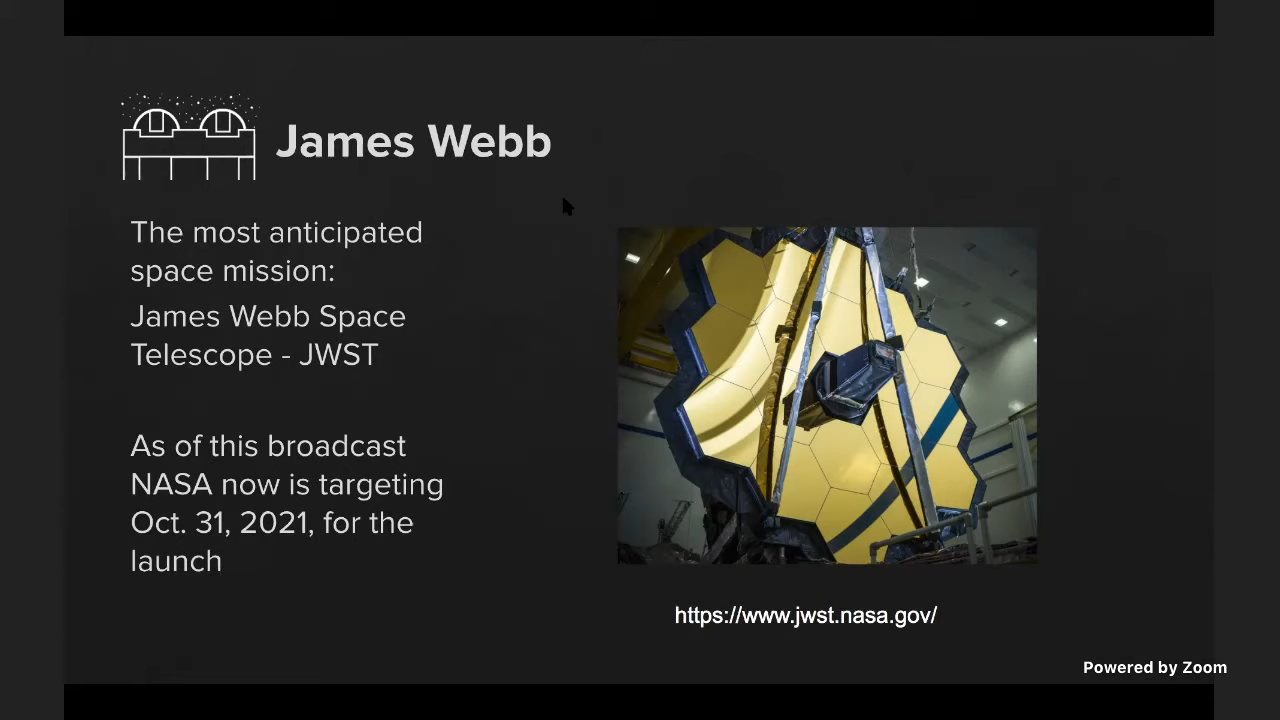 James Webb
The most anticipated
space mission:
James Webb Space
Telescope - JWST
As of this broadcast
NASA now is targeting
Oct. 31, 2021, for the
launch
https://www.jwst.nasa.gov/
Powered by Zoom